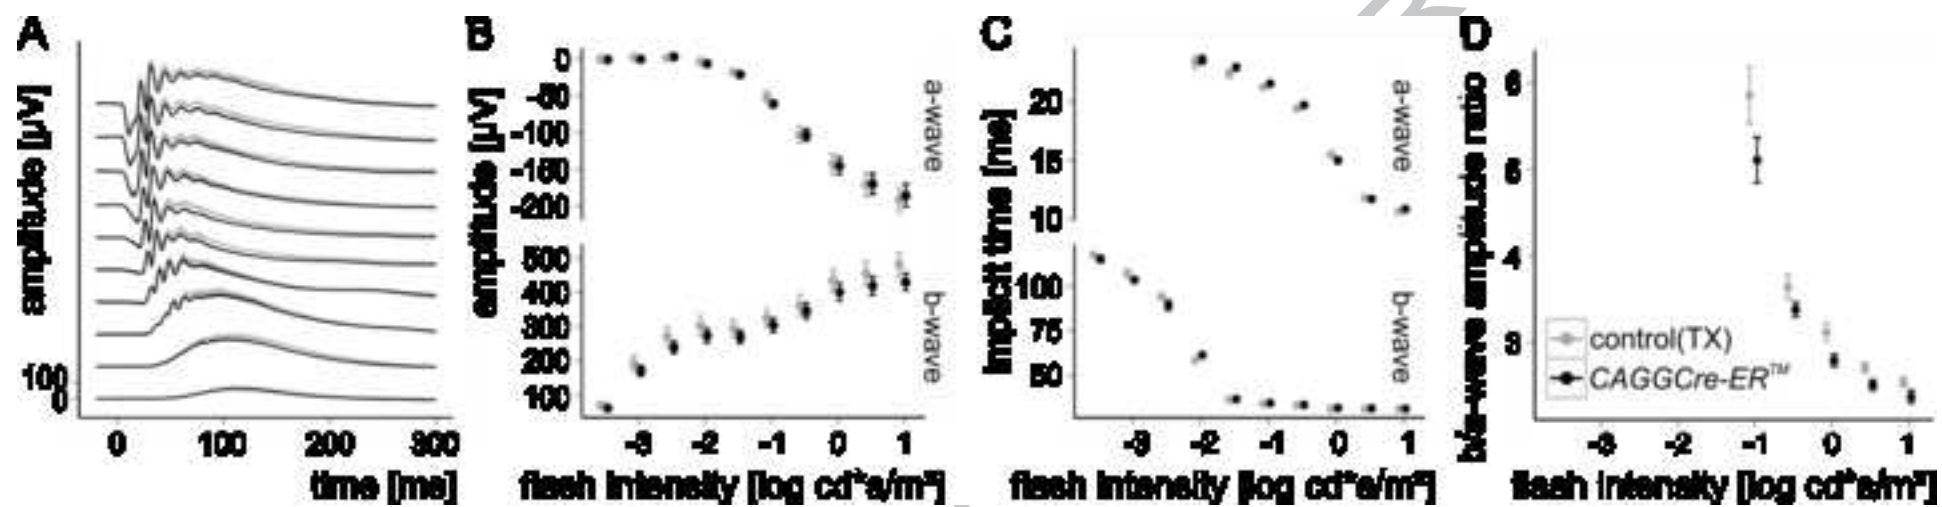 A
amplitude [µV]
100
0
0 100 200 300
time [ms]
B
amplitude [µV]
0
-50
-100
-150
-200
a-wave
500
400
300
200
100
b-wave
-3 -2 -1 0 1
flash intensity [log cd*s/m²]
C
implicit time [ms]
20
15
10
a-wave
100
75
50
b-wave
-3 -2 -1 0 1
flash intensity [log cd*s/m²]
D
b/a-wave amplitude ratio
6
5
4
3
control(TX)
CAGGCre-ER™
-3 -2 -1 0 1
flash intensity [log cd*s/m²]